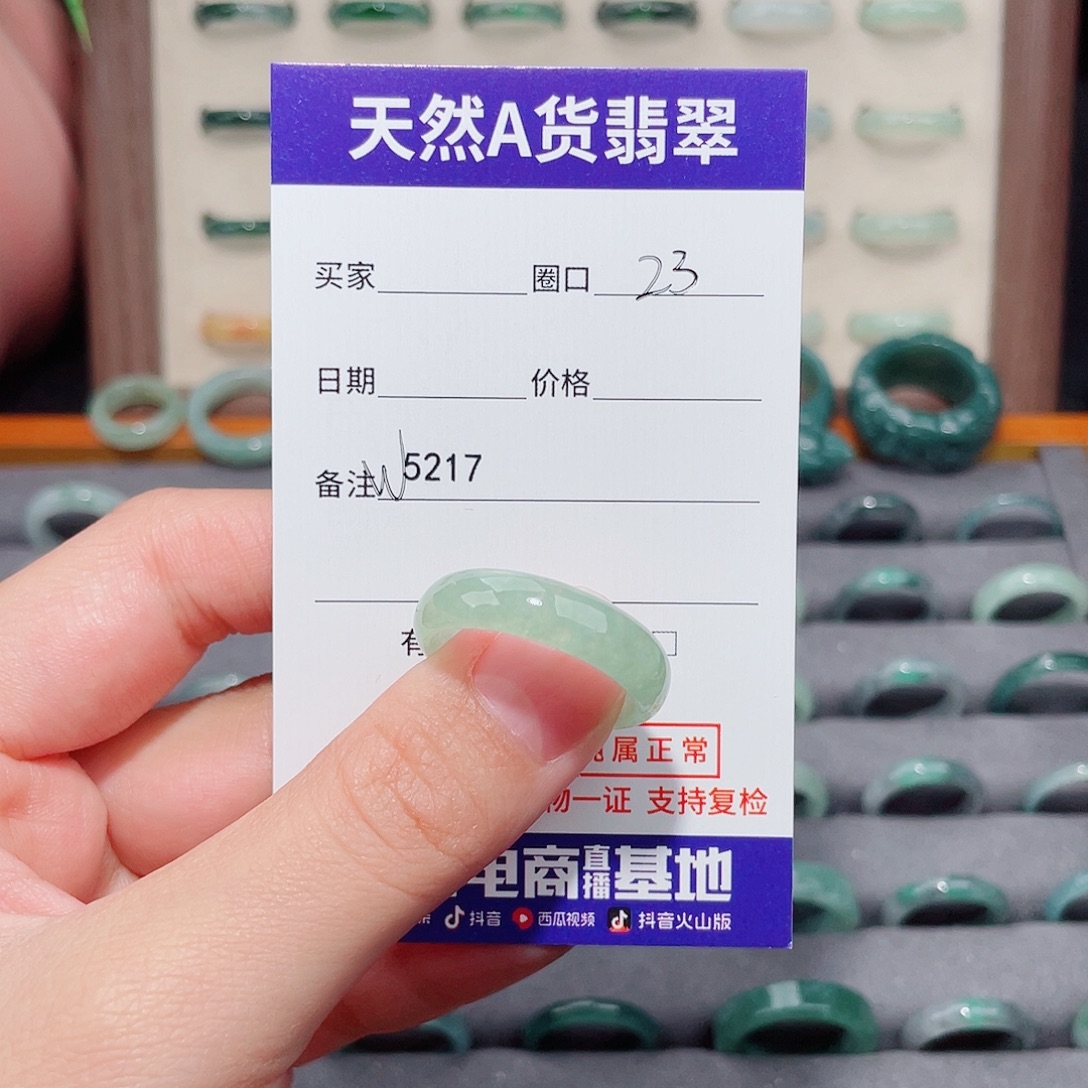 天然A货翡翠
买家 圈口 23
日期 价格
备注 W5217
有
属正常
物一证 支持复检
电商直播基地
抖音 西瓜视频 抖音火山版